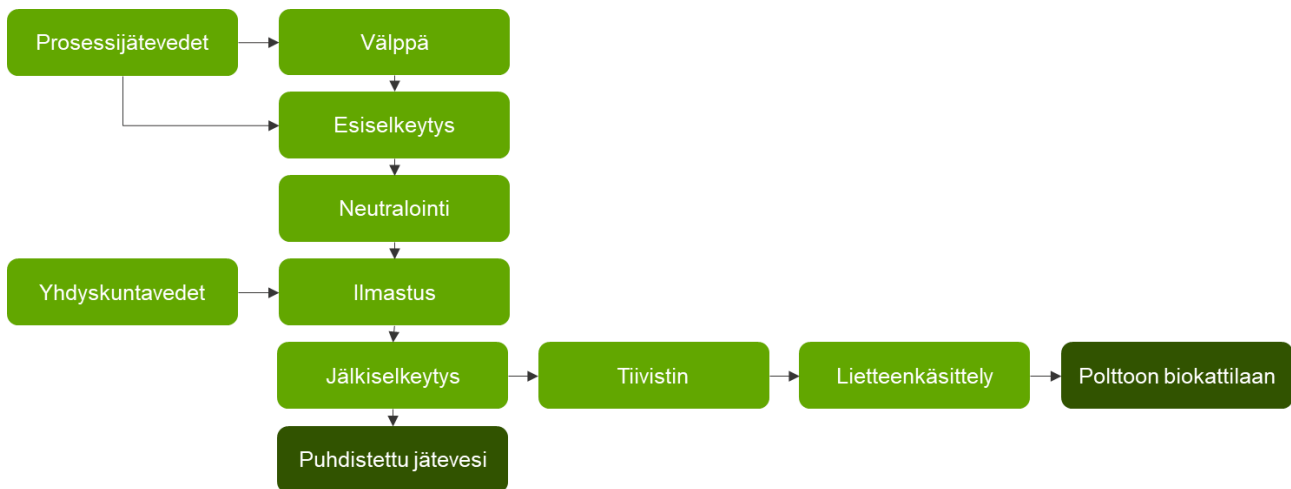 Prosessijätevedet
Välppä
Esiselkeytys
Neutralointi
Yhdyskuntavedet
Ilmastus
Jälkiselkeytys
Tiivistin
Lietteenkäsittely
Polttoon biokattilaan
Puhdistettu jätevesi